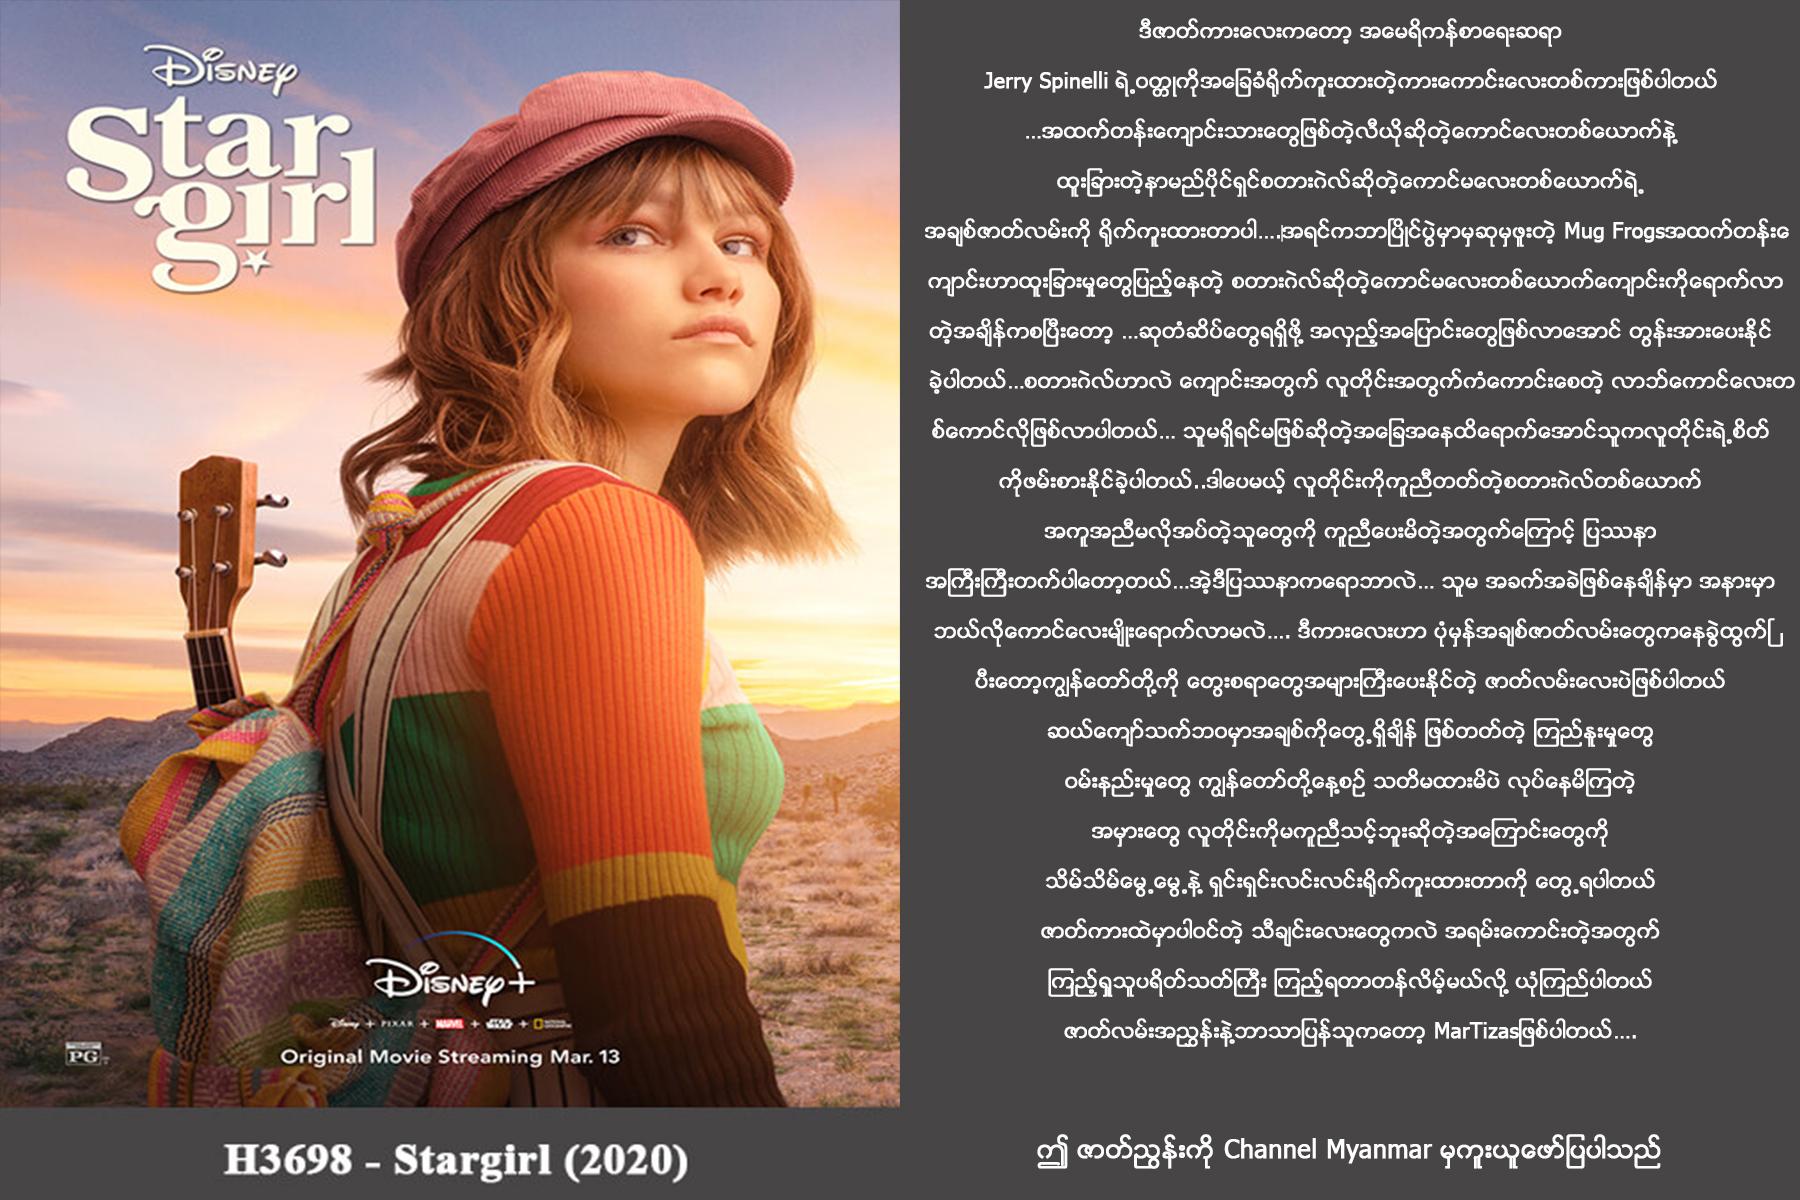 Disney
Star
girl
Disney+
Disney + PIXAR + MARVEL + STAR WARS + NATIONAL GEOGRAPHIC
PG
Original Movie Streaming Mar. 13
H3698 - Stargirl (2020)
ဒီဇာတ်ကားလေးကတော့ အမေရိကန်စာရေးဆရာ
Jerry Spinelli ရဲ့ဝတ္ထုကိုအခြေခံရိုက်ကူးထားတဲ့ကားကောင်းလေးတစ်ကားဖြစ်ပါတယ်
...အထက်တန်းကျောင်းသားတွေဖြစ်တဲ့လီယိုဆိုတဲ့ကောင်လေးတစ်ယောက်နဲ့
ထူးခြားတဲ့နာမည်ပိုင်ရှင်စတားဂဲလ်ဆိုတဲ့ကောင်မလေးတစ်ယောက်ရဲ့
အချစ်ဇာတ်လမ်းကို ရိုက်ကူးထားတာပါ....အရင်ကဘာပြိုင်ပွဲမှာမှဆုမှဖူးတဲ့ Mug Frogsအထက်တန်းေ
ကျာင်းဟာထူးခြားမှုတွေပြည့်နေတဲ့ စတားဂဲလ်ဆိုတဲ့ကောင်မလေးတစ်ယောက်ကျောင်းကိုရောက်လာ
တဲ့အချိန်ကစပြီးတော့ ...ဆုတံဆိပ်တွေရရှိဖို့ အလှည့်အပြောင်းတွေဖြစ်လာအောင် တွန်းအားပေးနိုင်
ခဲ့ပါတယ်...စတားဂဲလ်ဟာလဲ ကျောင်းအတွက် လူတိုင်းအတွက်ကံကောင်းစေတဲ့ လာဘ်ကောင်လေးတ
စ်ကောင်လိုဖြစ်လာပါတယ်... သူမရှိရင်မဖြစ်ဆိုတဲ့အခြေအနေထိရောက်အောင်သူကလူတိုင်းရဲ့စိတ်
ကိုဖမ်းစားနိုင်ခဲ့ပါတယ်..ဒါပေမယ့် လူတိုင်းကိုကူညီတတ်တဲ့စတားဂဲလ်တစ်ယောက်
အကူအညီမလိုအပ်တဲ့သူတွေကို ကူညီပေးမိတဲ့အတွက်ကြောင့် ပြဿနာ
အကြီးကြီးတက်ပါတော့တယ်...အဲ့ဒီပြဿနာကရောဘာလဲ... သူမ အခက်အခဲဖြစ်နေချိန်မှာ အနားမှာ
ဘယ်လိုကောင်လေးမျိုးရောက်လာမလဲ.... ဒီကားလေးဟာ ပုံမှန်အချစ်ဇာတ်လမ်းတွေကနေခွဲထွက်ြ
ပီးတော့ကျွန်တော်တို့ကို တွေးစရာတွေအများကြီးပေးနိုင်တဲ့ ဇာတ်လမ်းလေးပဲဖြစ်ပါတယ်
ဆယ်ကျော်သက်ဘဝမှာအချစ်ကိုတွေ့ရှိချိန် ဖြစ်တတ်တဲ့ ကြည်နူးမှုတွေ
ဝမ်းနည်းမှုတွေ ကျွန်တော်တို့နေ့စဉ် သတိမထားမိပဲ လုပ်နေမိကြတဲ့
အမှားတွေ လူတိုင်းကိုမကူညီသင့်ဘူးဆိုတဲ့အကြောင်းတွေကို
သိမ်သိမ်မွေ့မွေ့နဲ့ ရှင်းရှင်းလင်းလင်းရိုက်ကူးထားတာကို တွေ့ရပါတယ်
ဇာတ်ကားထဲမှာပါဝင်တဲ့ သီချင်းလေးတွေကလဲ အရမ်းကောင်းတဲ့အတွက်
ကြည့်ရှုသူပရိတ်သတ်ကြီး ကြည့်ရတာတန်လိမ့်မယ်လို့ ယုံကြည်ပါတယ်
ဇာတ်လမ်းအညွှန်းနဲ့ဘာသာပြန်သူကတော့ MarTizasဖြစ်ပါတယ်....
ဤ ဇာတ်ညွှန်းကို Channel Myanmar မှကူးယူဖော်ပြပါသည်